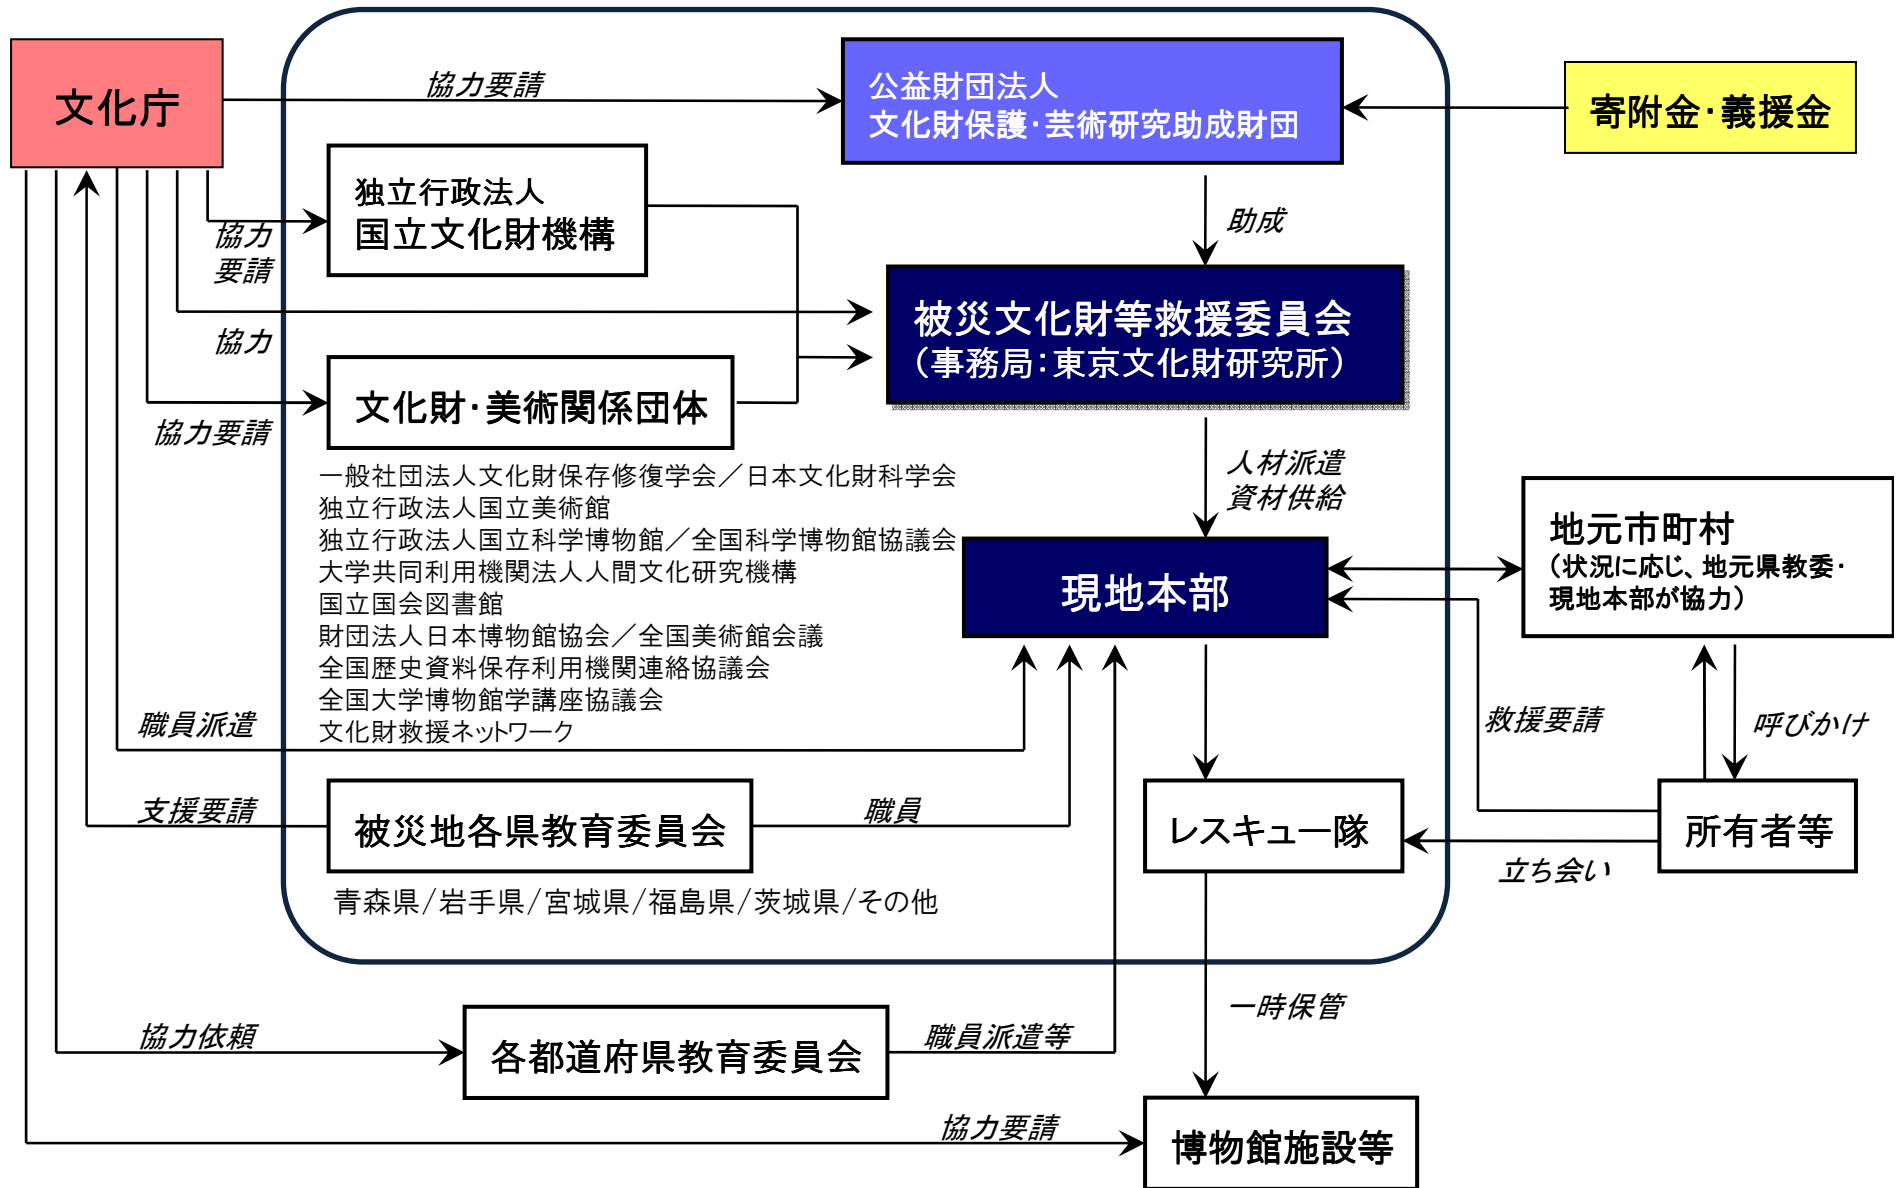 文化庁
協力要請
公益財団法人
文化財保護・芸術研究助成財団
寄附金・義援金
独立行政法人
国立文化財機構
協力
要請
助成
被災文化財等救援委員会
（事務局：東京文化財研究所）
協力
文化財・美術関係団体
協力要請
一般社団法人文化財保存修復学会／日本文化財科学会
独立行政法人国立美術館
独立行政法人国立科学博物館／全国科学博物館協議会
大学共同利用機関法人人間文化研究機構
国立国会図書館
財団法人日本博物館協会／全国美術館会議
全国歴史資料保存利用機関連絡協議会
全国大学博物館学講座協議会
文化財救援ネットワーク
人材派遣
資材供給
現地本部
地元市町村
（状況に応じ、地元県教委・
現地本部が協力）
職員派遣
救援要請
呼びかけ
支援要請
被災地各県教育委員会
職員
レスキュー隊
所有者等
立ち会い
青森県/岩手県/宮城県/福島県/茨城県/その他
一時保管
協力依頼
各都道府県教育委員会
職員派遣等
協力要請
博物館施設等